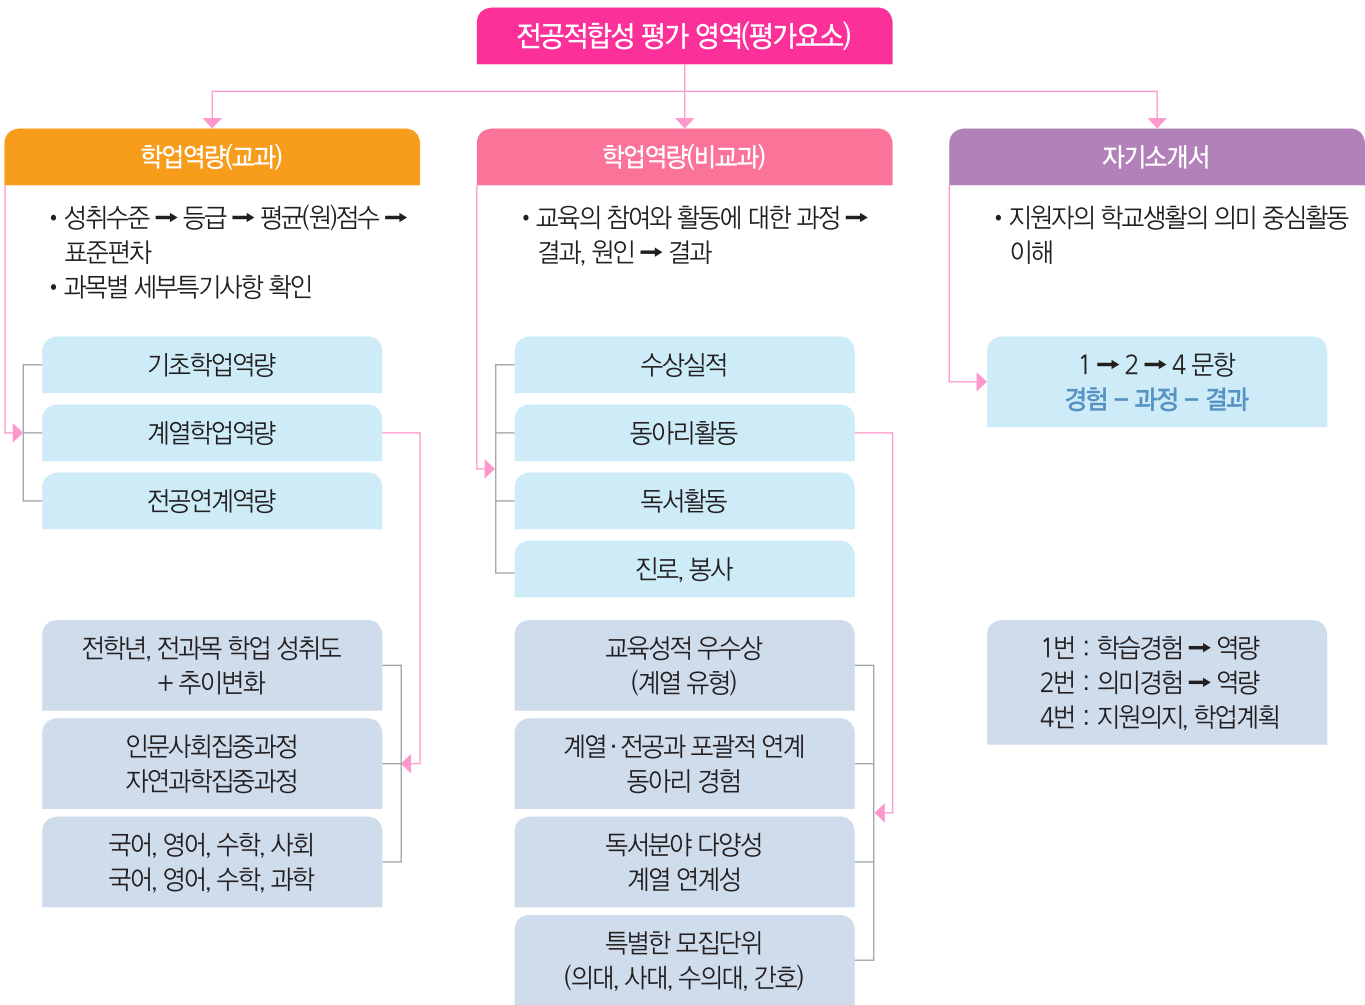 전공적합성 평가 영역(평가요소)
학업역량(교과)
• 성취수준 ➞ 등급 ➞ 평균(원)점수 ➞
표준편차
• 과목별 세부특기사항 확인
기초학업역량
계열학업역량
전공연계역량
전학년, 전과목 학업 성취도
+ 추이변화
인문사회집중과정
자연과학집중과정
국어, 영어, 수학, 사회
국어, 영어, 수학, 과학
학업역량(비교과)
• 교육의 참여와 활동에 대한 과정 ➞
결과, 원인 ➞ 결과
수상실적
동아리활동
독서활동
진로, 봉사
교육성적 우수상
(계열 유형)
계열 · 전공과 포괄적 연계
동아리 경험
독서분야 다양성
계열 연계성
특별한 모집단위
(의대, 사대, 수의대, 간호)
자기소개서
• 지원자의 학교생활의 의미 중심활동
이해
1 ➞ 2 ➞ 4 문항
경험 – 과정 – 결과
1번 : 학습경험 ➞ 역량
2번 : 의미경험 ➞ 역량
4번 : 지원의지, 학업계획